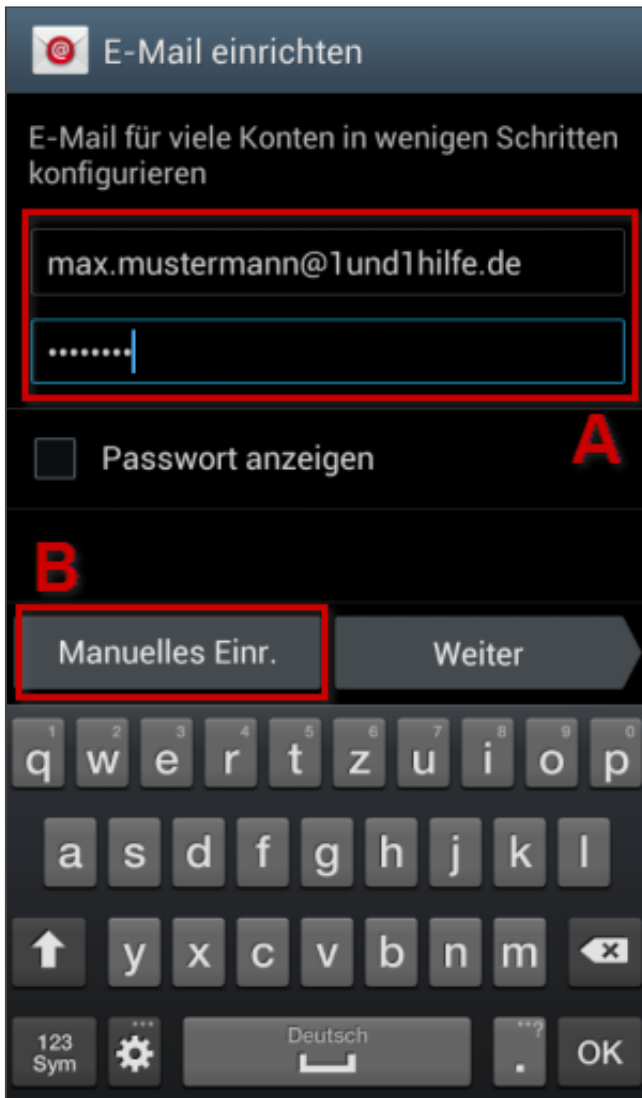 @ E-Mail einrichten
E-Mail für viele Konten in wenigen Schritten
konfigurieren
max.mustermann@1und1hilfe.de
••••••••
A
Passwort anzeigen
B
Manuelles Einr. Weiter
1 2 3 4 5 6 7 8 9 0
q w e r t z u i o p
a s d f g h j k l
y x c v b n m
123 Deutsch ...?
Sym . OK